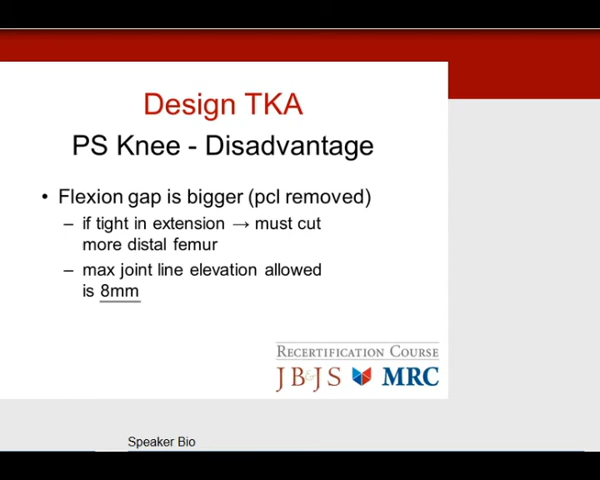 Design TKA
PS Knee - Disadvantage
• Flexion gap is bigger (pcl removed)
– if tight in extension → must cut
more distal femur
– max joint line elevation allowed
is 8mm
RECERTIFICATION COURSE
JB&JS MRC
Speaker Bio